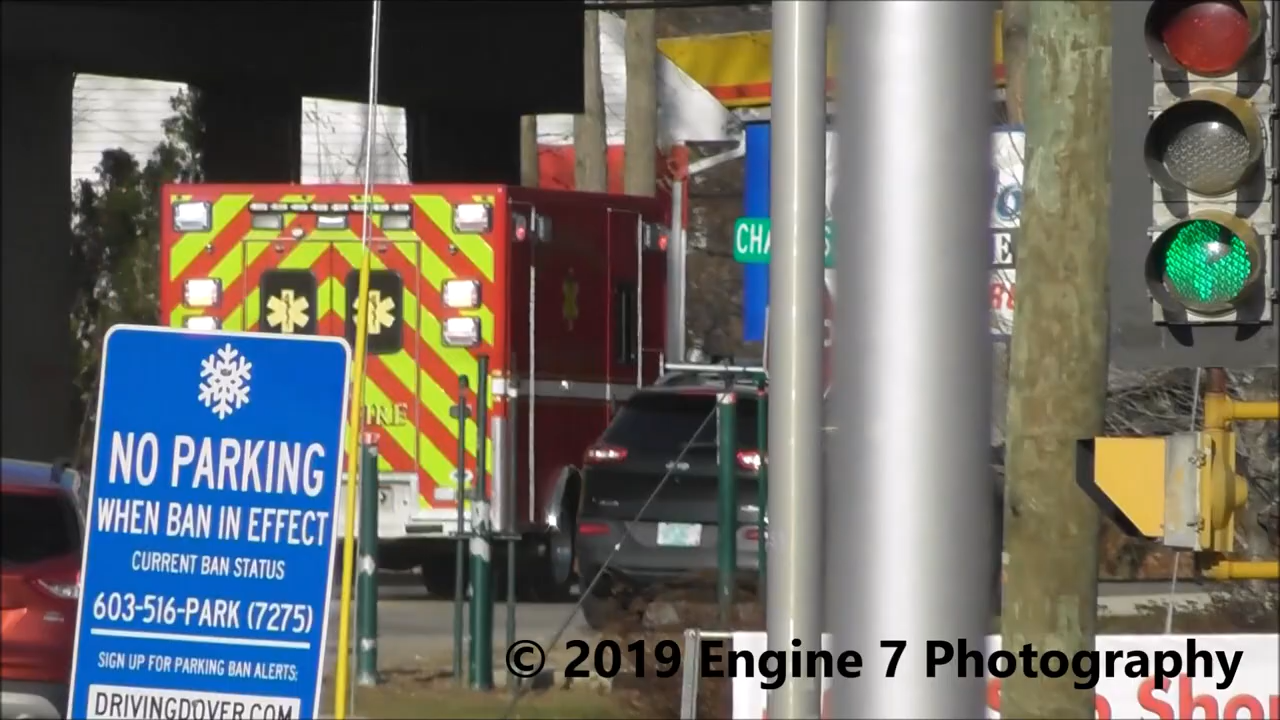 NO PARKING
WHEN BAN IN EFFECT
CURRENT BAN STATUS
603-516-PARK (7275)
SIGN UP FOR PARKING BAN ALERTS:
DRIVINGDOVER.COM
© 2019 Engine 7 Photography